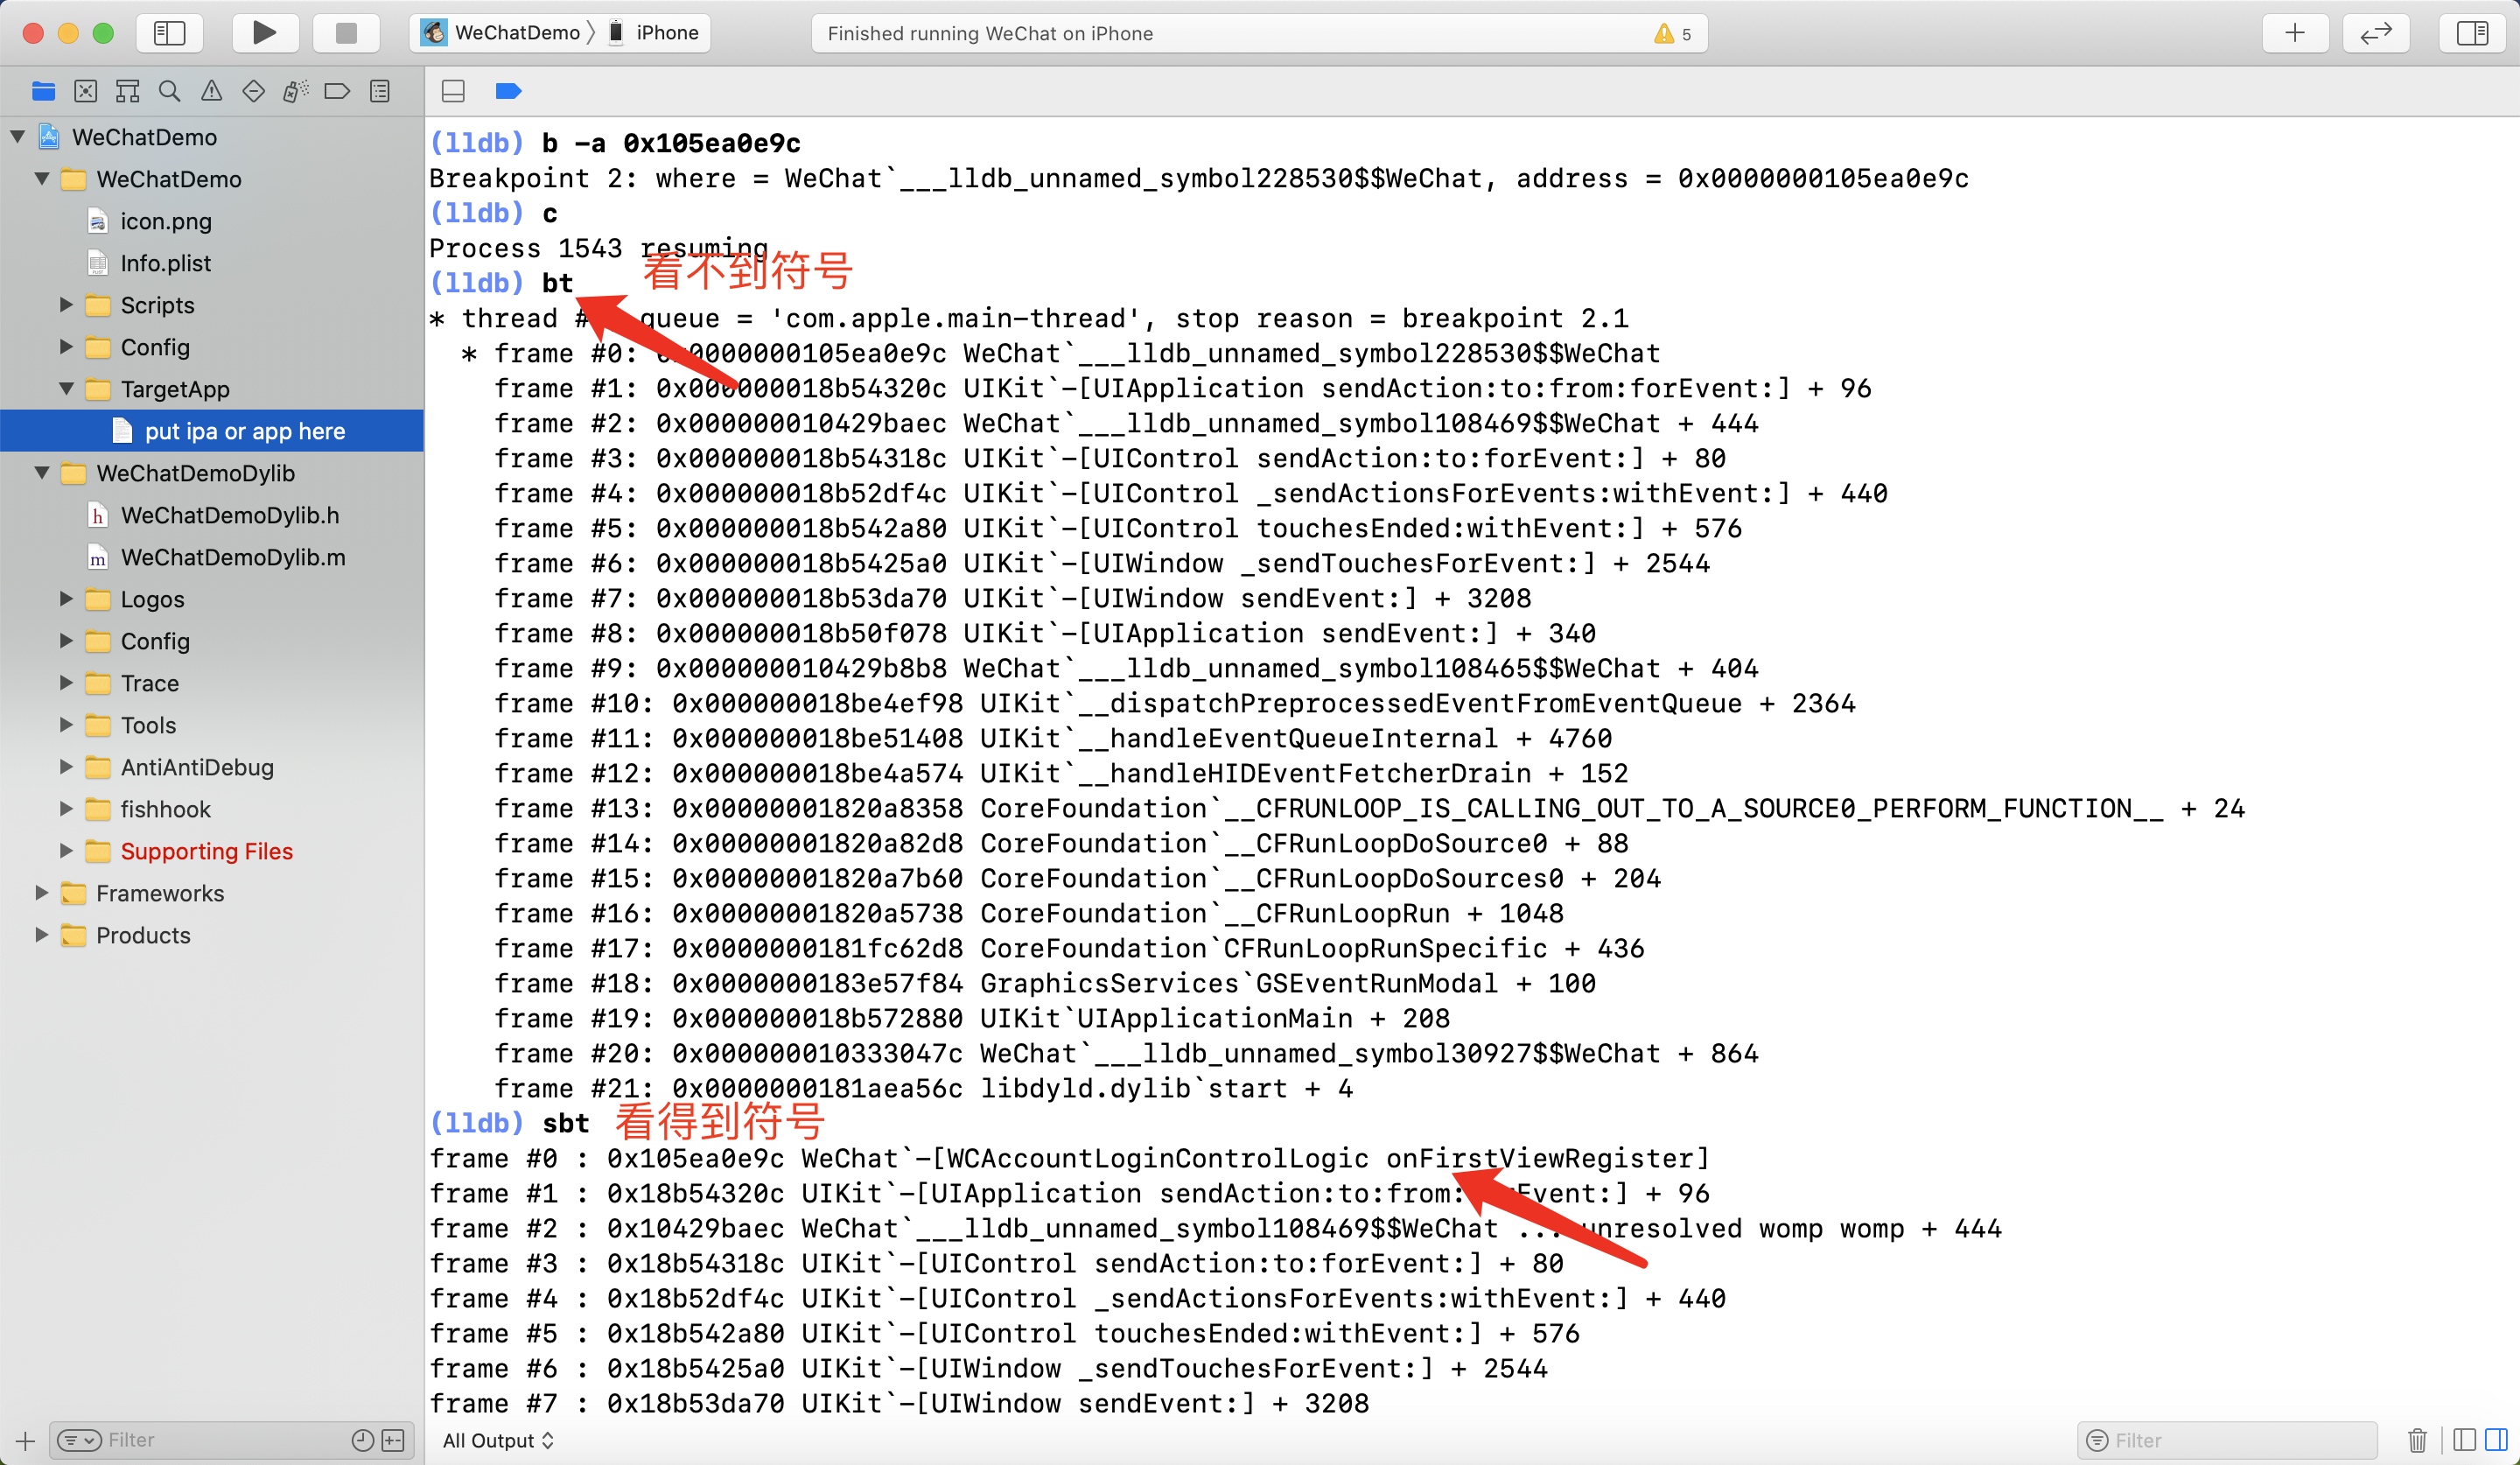 WeChatDemo 〉 iPhone
Finished running WeChat on iPhone
5
WeChatDemo
WeChatDemo
icon.png
Info.plist
Scripts
Config
TargetApp
put ipa or app here
WeChatDemoDylib
h WeChatDemoDylib.h
m WeChatDemoDylib.m
Logos
Config
Trace
Tools
AntiAntiDebug
fishhook
Supporting Files
Frameworks
Products
Filter
(lldb) b -a 0x105ea0e9c
Breakpoint 2: where = WeChat`___lldb_unnamed_symbol228530$$WeChat, address = 0x0000000105ea0e9c
(lldb) c
Process 1543 resuming
(lldb) bt
看不到符号
* thread # queue = 'com.apple.main-thread', stop reason = breakpoint 2.1
* frame #0: 0x0000000105ea0e9c WeChat`___lldb_unnamed_symbol228530$$WeChat
frame #1: 0x000000018b54320c UIKit`-[UIApplication sendAction:to:from:forEvent:] + 96
frame #2: 0x000000010429baec WeChat`___lldb_unnamed_symbol108469$$WeChat + 444
frame #3: 0x000000018b54318c UIKit`-[UIControl sendAction:to:forEvent:] + 80
frame #4: 0x000000018b52df4c UIKit`-[UIControl _sendActionsForEvents:withEvent:] + 440
frame #5: 0x000000018b542a80 UIKit`-[UIControl touchesEnded:withEvent:] + 576
frame #6: 0x000000018b5425a0 UIKit`-[UIWindow _sendTouchesForEvent:] + 2544
frame #7: 0x000000018b53da70 UIKit`-[UIWindow sendEvent:] + 3208
frame #8: 0x000000018b50f078 UIKit`-[UIApplication sendEvent:] + 340
frame #9: 0x000000010429b8b8 WeChat`___lldb_unnamed_symbol108465$$WeChat + 404
frame #10: 0x000000018be4ef98 UIKit`__dispatchPreprocessedEventFromEventQueue + 2364
frame #11: 0x000000018be51408 UIKit`__handleEventQueueInternal + 4760
frame #12: 0x000000018be4a574 UIKit`__handleHIDEventFetcherDrain + 152
frame #13: 0x00000001820a8358 CoreFoundation`__CFRUNLOOP_IS_CALLING_OUT_TO_A_SOURCE0_PERFORM_FUNCTION__ + 24
frame #14: 0x00000001820a82d8 CoreFoundation`__CFRunLoopDoSource0 + 88
frame #15: 0x00000001820a7b60 CoreFoundation`__CFRunLoopDoSources0 + 204
frame #16: 0x00000001820a5738 CoreFoundation`__CFRunLoopRun + 1048
frame #17: 0x0000000181fc62d8 CoreFoundation`CFRunLoopRunSpecific + 436
frame #18: 0x0000000183e57f84 GraphicsServices`GSEventRunModal + 100
frame #19: 0x000000018b572880 UIKit`UIApplicationMain + 208
frame #20: 0x000000010333047c WeChat`___lldb_unnamed_symbol30927$$WeChat + 864
frame #21: 0x0000000181aea56c libdyld.dylib`start + 4
(lldb) sbt 看得到符号
frame #0 : 0x105ea0e9c WeChat`-[WCAccountLoginControlLogic onFirstViewRegister]
frame #1 : 0x18b54320c UIKit`-[UIApplication sendAction:to:from:forEvent:] + 96
frame #2 : 0x10429baec WeChat`___lldb_unnamed_symbol108469$$WeChat ... unresolved womp womp + 444
frame #3 : 0x18b54318c UIKit`-[UIControl sendAction:to:forEvent:] + 80
frame #4 : 0x18b52df4c UIKit`-[UIControl _sendActionsForEvents:withEvent:] + 440
frame #5 : 0x18b542a80 UIKit`-[UIControl touchesEnded:withEvent:] + 576
frame #6 : 0x18b5425a0 UIKit`-[UIWindow _sendTouchesForEvent:] + 2544
frame #7 : 0x18b53da70 UIKit`-[UIWindow sendEvent:] + 3208
All Output
Filter